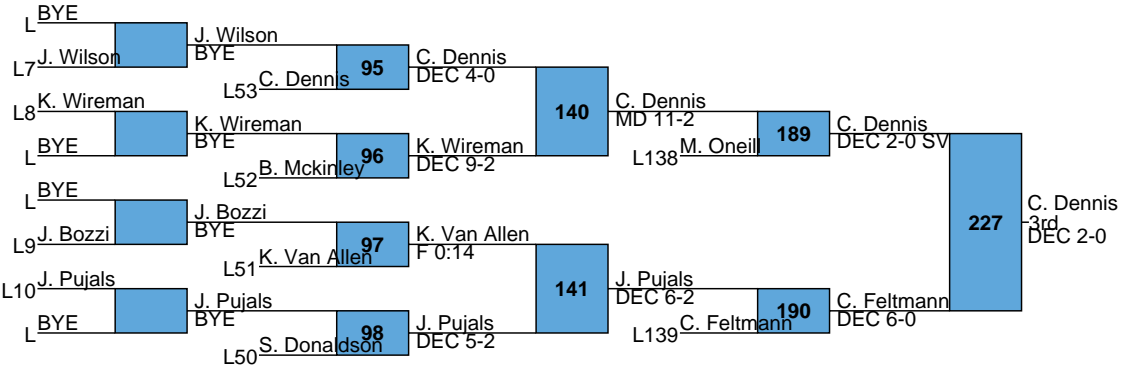 L BYE
L7 J. Wilson
L8 K. Wireman
L BYE
L BYE
L9 J. Bozzi
L10 J. Pujals
L BYE
J. Wilson
BYE
L53 C. Dennis
K. Wireman
BYE
L52 B. Mckinley
J. Bozzi
BYE
L51 K. Van Allen
J. Pujals
BYE
L50 S. Donaldson
95
96
97
98
C. Dennis
DEC 4-0
K. Wireman
DEC 9-2
K. Van Allen
F 0:14
J. Pujals
DEC 5-2
140
141
C. Dennis
MD 11-2
L138 M. Oneill
J. Pujals
DEC 6-2
L139 C. Feltmann
189
190
C. Dennis
DEC 2-0 SV
C. Feltmann
DEC 6-0
227
C. Dennis
3rd
DEC 2-0